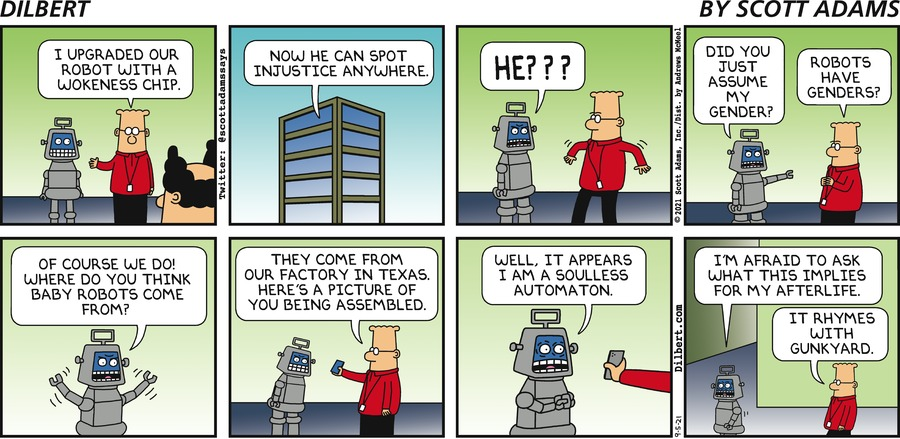 DILBERT
BY SCOTT ADAMS
I UPGRADED OUR
ROBOT WITH A
WOKENESS CHIP.
Twitter: @scottadamssays
NOW HE CAN SPOT
INJUSTICE ANYWHERE.
HE???
© 2021 Scott Adams, Inc./Dist. by Andrews McMeel
DID YOU
JUST
ASSUME
MY
GENDER?
ROBOTS
HAVE
GENDERS?
OF COURSE WE DO!
WHERE DO YOU THINK
BABY ROBOTS COME
FROM?
THEY COME FROM
OUR FACTORY IN TEXAS.
HERE'S A PICTURE OF
YOU BEING ASSEMBLED.
WELL, IT APPEARS
I AM A SOULLESS
AUTOMATON.
9-5-21 Dilbert.com
I'M AFRAID TO ASK
WHAT THIS IMPLIES
FOR MY AFTERLIFE.
IT RHYMES
WITH
GUNKYARD.